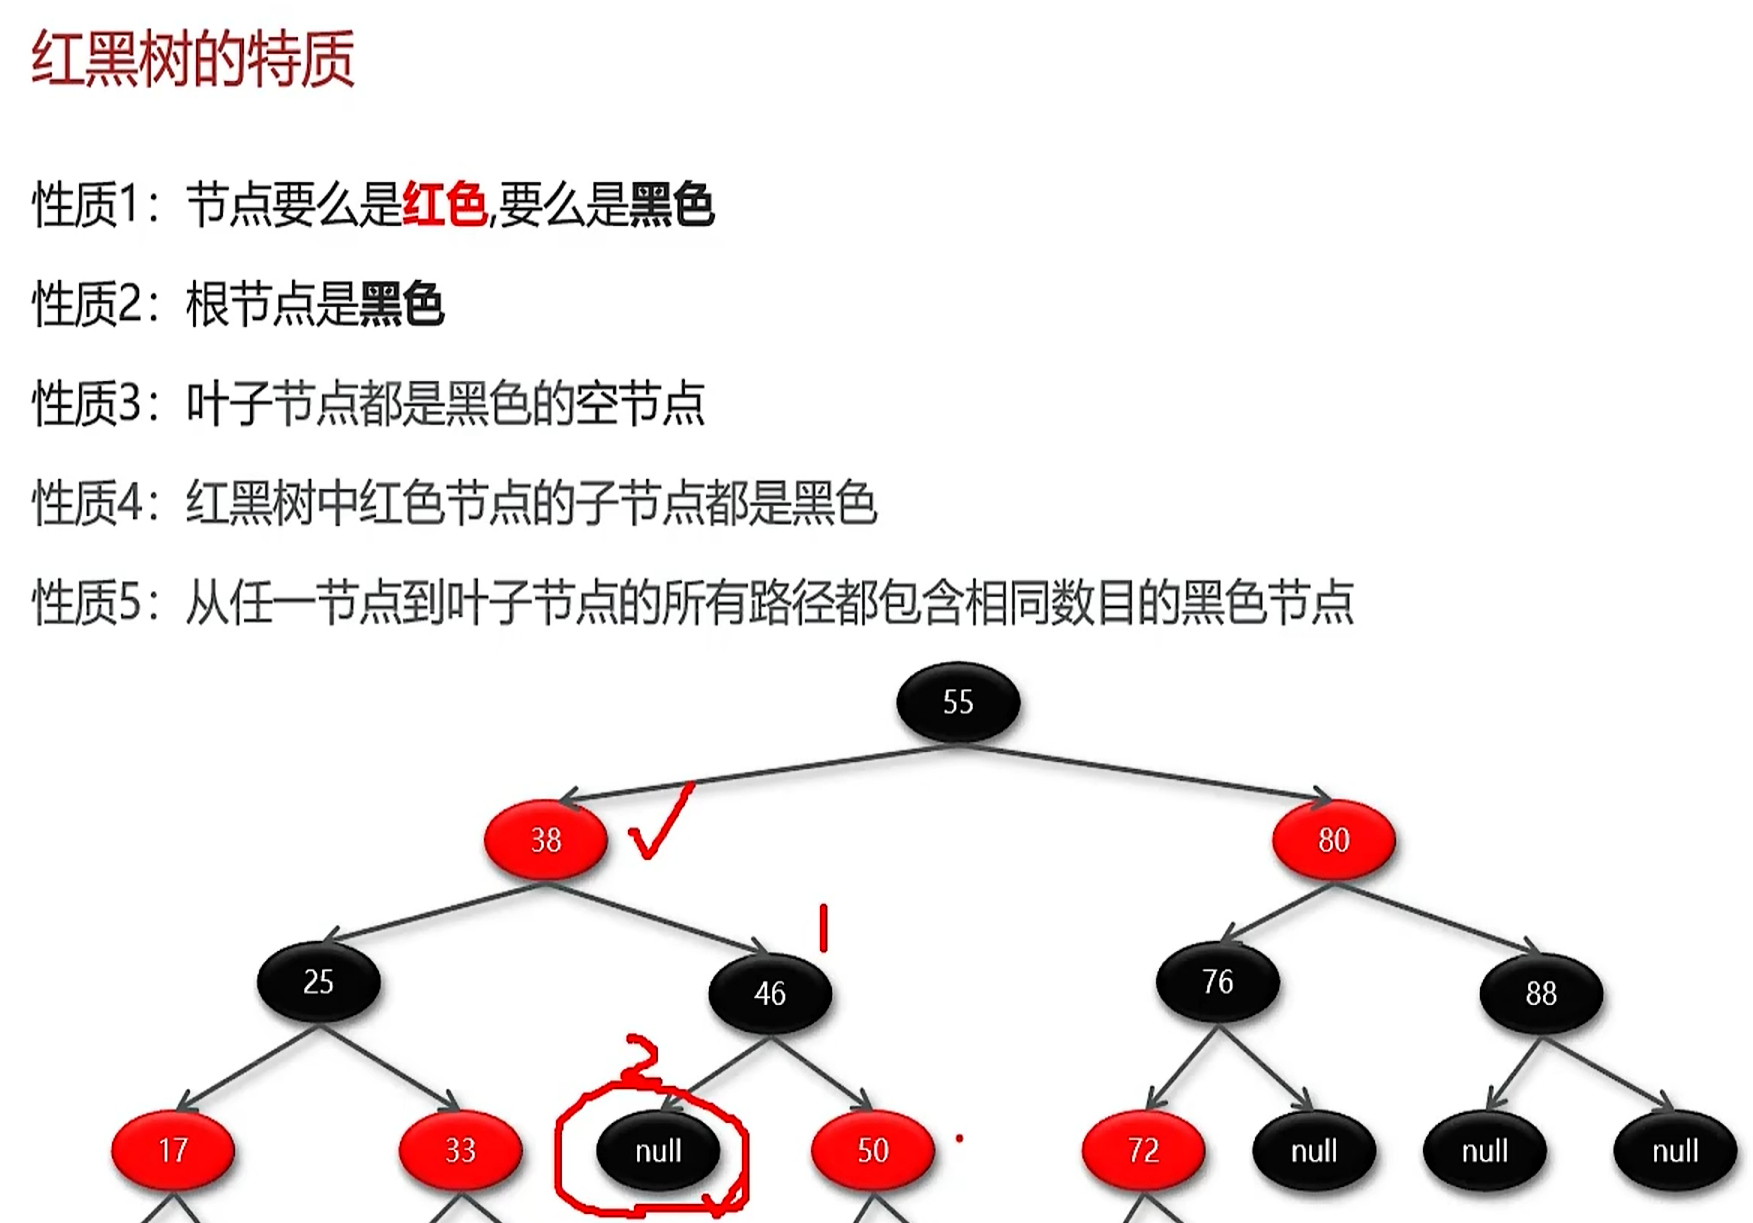 红黑树的特质
性质1：节点要么是红色,要么是黑色
性质2：根节点是黑色
性质3：叶子节点都是黑色的空节点
性质4：红黑树中红色节点的子节点都是黑色
性质5：从任一节点到叶子节点的所有路径都包含相同数目的黑色节点
55
38
80
1
25
46
76
88
2
17
33
null
50
72
null
null
null